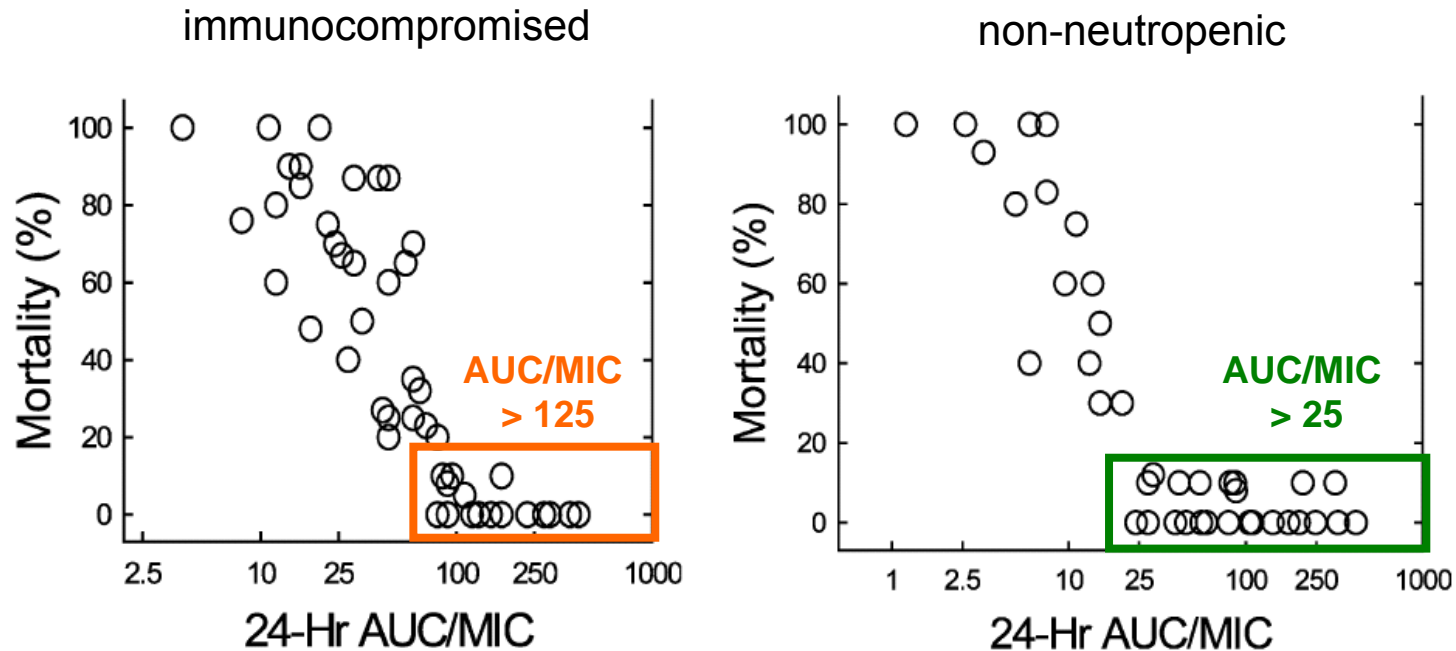 immunocompromised
100
80
60
40
20
0
Mortality (%)
AUC/MIC
> 125
2.5 10 25 100 250 1000
24-Hr AUC/MIC
non-neutropenic
100
80
60
40
20
0
Mortality (%)
AUC/MIC
> 25
1 2.5 10 25 100 250 1000
24-Hr AUC/MIC